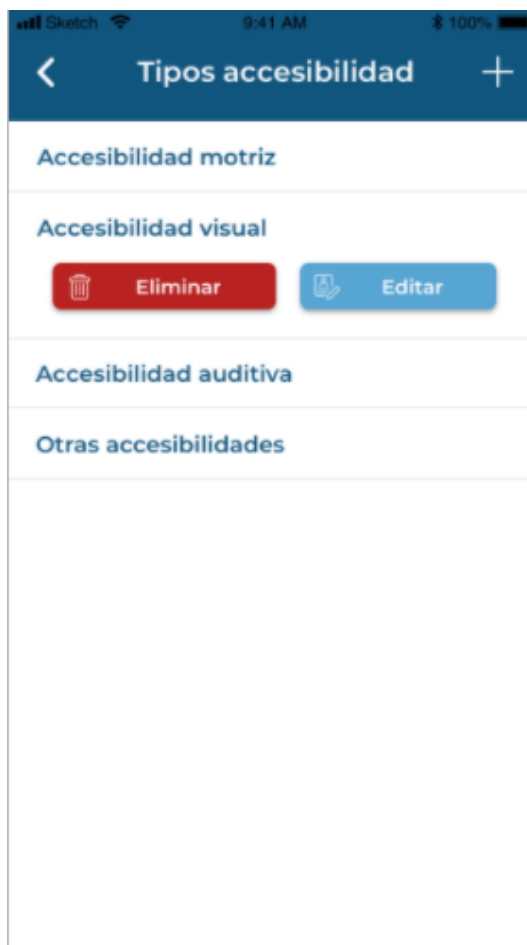 Sketch 9:41 AM 100%
Tipos accesibilidad
Accesibilidad motriz
Accesibilidad visual
Eliminar Editar
Accesibilidad auditiva
Otras accesibilidades